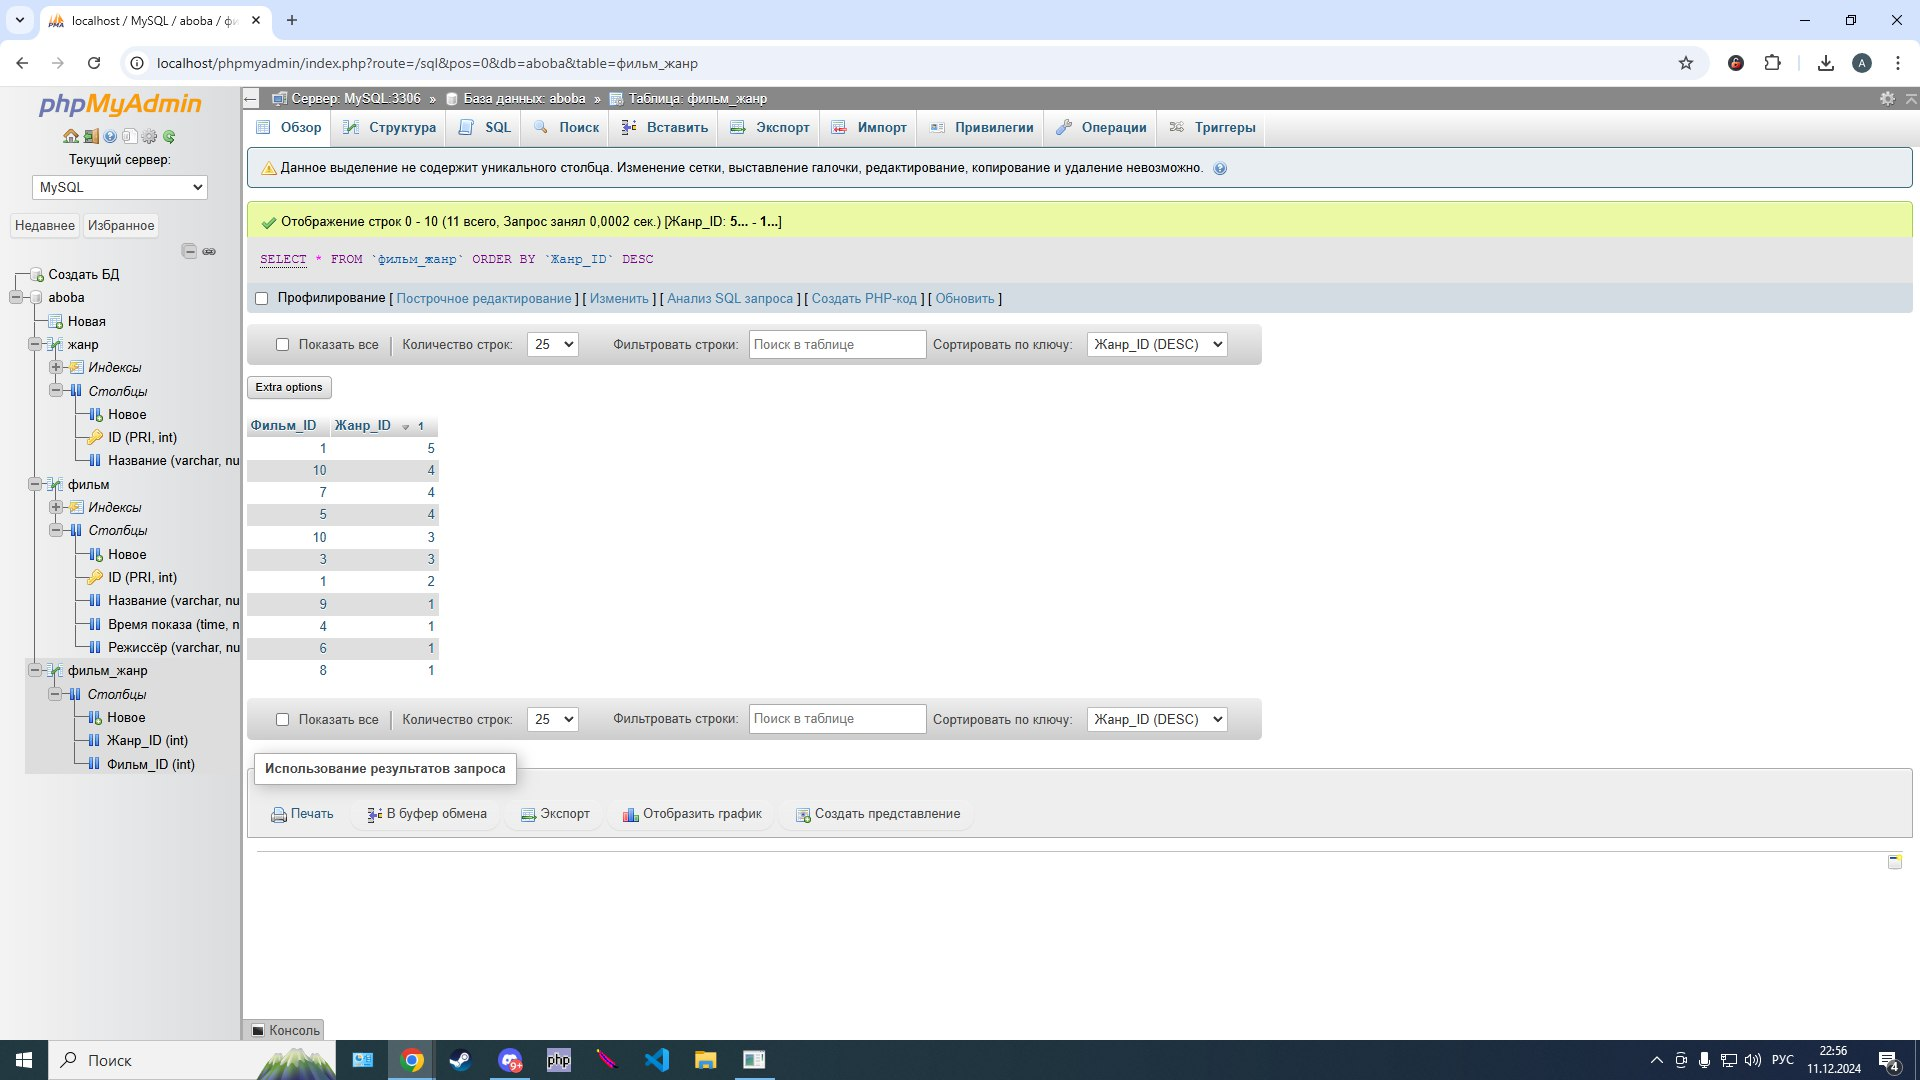 localhost / MySQL / aboba / фи
localhost/phpmyadmin/index.php?route=/sql&pos=0&db=aboba&table=фильм_жанр
A
phpMyAdmin
Текущий сервер:
MySQL
Недавнее Избранное
Создать БД
aboba
Новая
жанр
Индексы
Столбцы
Новое
ID (PRI, int)
Название (varchar, nu
фильм
Индексы
Столбцы
Новое
ID (PRI, int)
Название (varchar, nu
Время показа (time, n
Режиссёр (varchar, nu
фильм_жанр
Столбцы
Новое
Жанр_ID (int)
Фильм_ID (int)
Сервер: MySQL:3306 » База данных: aboba » Таблица: фильм_жанр
Обзор Структура SQL Поиск Вставить Экспорт Импорт Привилегии Операции Триггеры
Данное выделение не содержит уникального столбца. Изменение сетки, выставление галочки, редактирование, копирование и удаление невозможно.
Отображение строк 0 - 10 (11 всего, Запрос занял 0,0002 сек.) [Жанр_ID: 5... - 1...]
SELECT * FROM `фильм_жанр` ORDER BY `Жанр_ID` DESC
Профилирование [ Построчное редактирование ] [ Изменить ] [ Анализ SQL запроса ] [ Создать PHP-код ] [ Обновить ]
Показать все Количество строк: 25 Фильтровать строки: Поиск в таблице Сортировать по ключу: Жанр_ID (DESC)
Extra options
Фильм_ID Жанр_ID 1
1 5
10 4
7 4
5 4
10 3
3 3
1 2
9 1
4 1
6 1
8 1
Показать все Количество строк: 25 Фильтровать строки: Поиск в таблице Сортировать по ключу: Жанр_ID (DESC)
Использование результатов запроса
Печать В буфер обмена Экспорт Отобразить график Создать представление
Консоль
Поиск
9+
php
РУС
22:56
11.12.2024
4